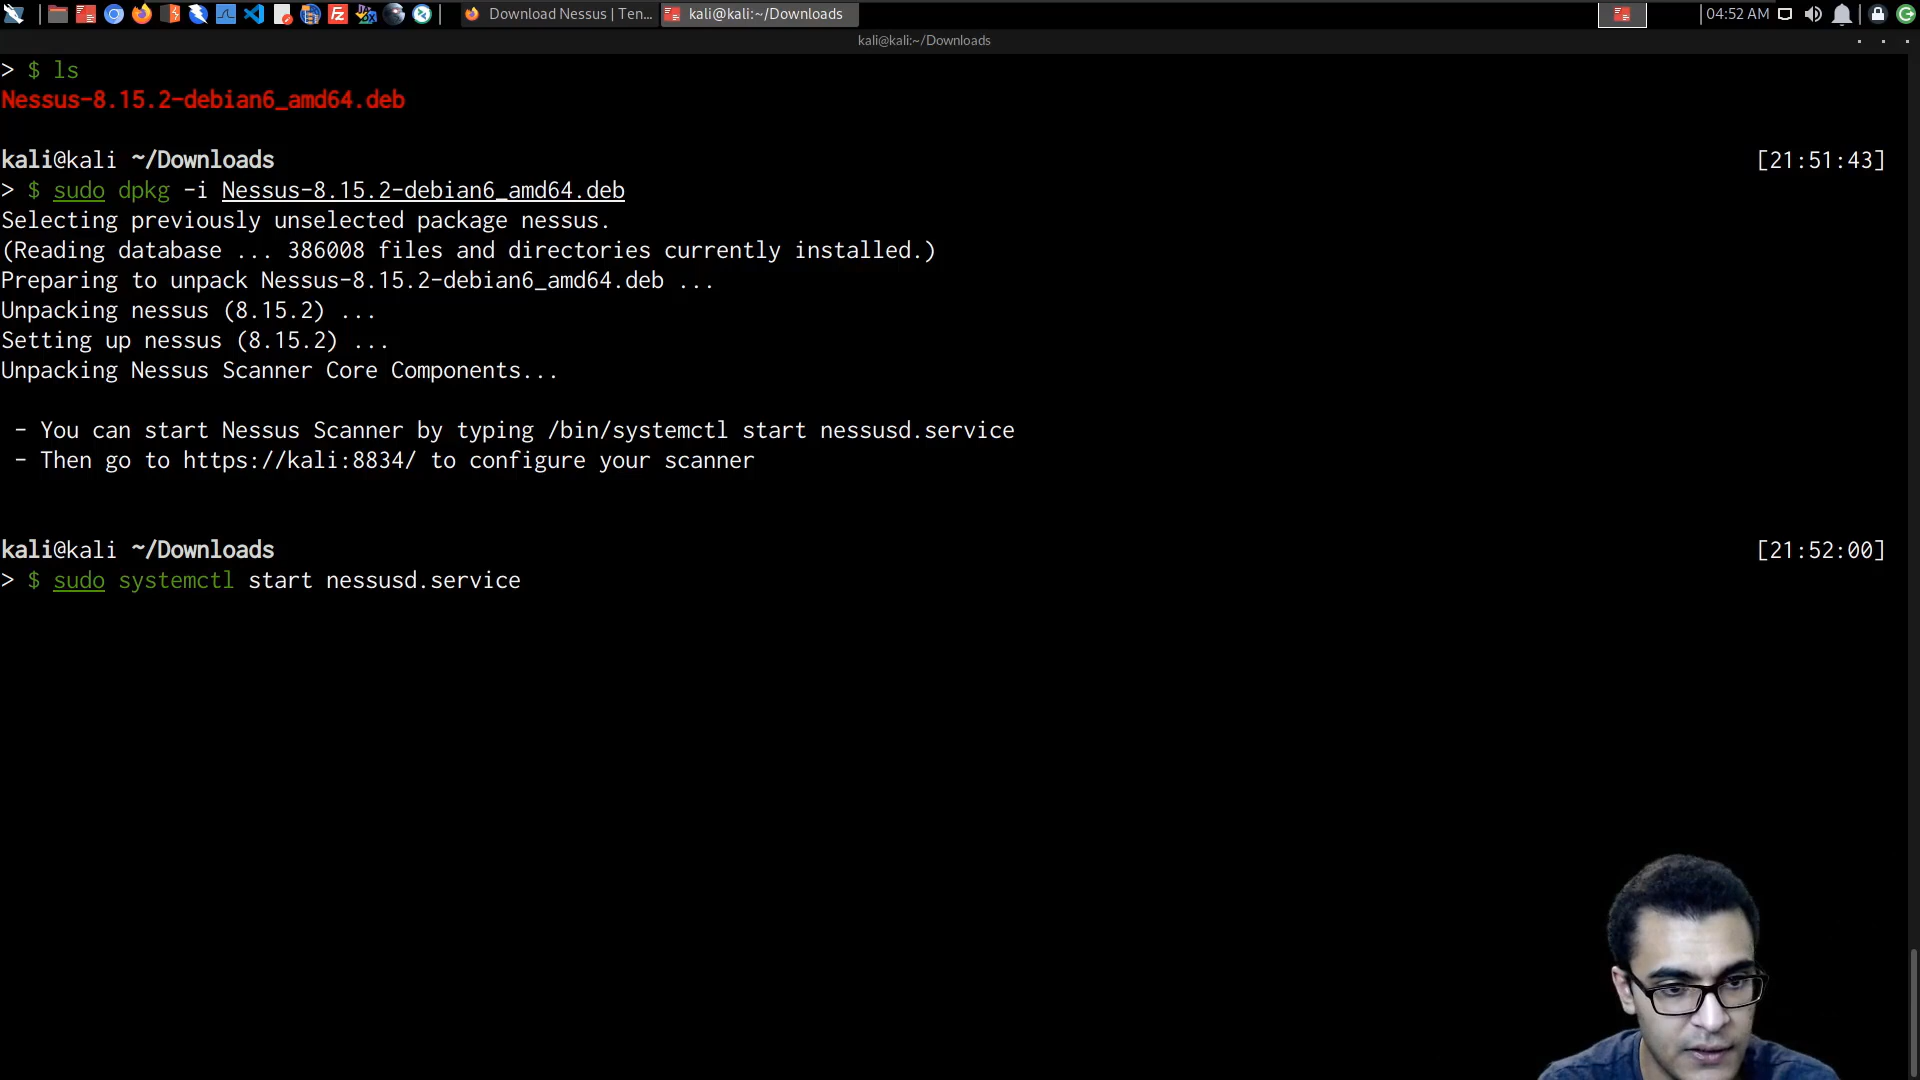 Download Nessus | Ten...
kali@kali:~/Downloads
04:52 AM
kali@kali:~/Downloads
> $ ls
Nessus-8.15.2-debian6_amd64.deb
kali@kali ~/Downloads [21:51:43]
> $ sudo dpkg -i Nessus-8.15.2-debian6_amd64.deb
Selecting previously unselected package nessus.
(Reading database ... 386008 files and directories currently installed.)
Preparing to unpack Nessus-8.15.2-debian6_amd64.deb ...
Unpacking nessus (8.15.2) ...
Setting up nessus (8.15.2) ...
Unpacking Nessus Scanner Core Components...
- You can start Nessus Scanner by typing /bin/systemctl start nessusd.service
- Then go to https://kali:8834/ to configure your scanner
kali@kali ~/Downloads [21:52:00]
> $ sudo systemctl start nessusd.service